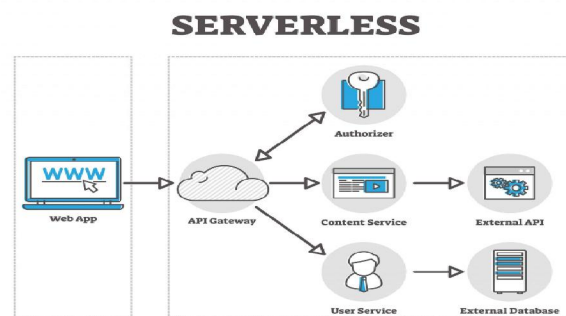 SERVERLESS
WWW
Authorizer
Web App
API Gateway
Content Service
External API
User Service
External Database